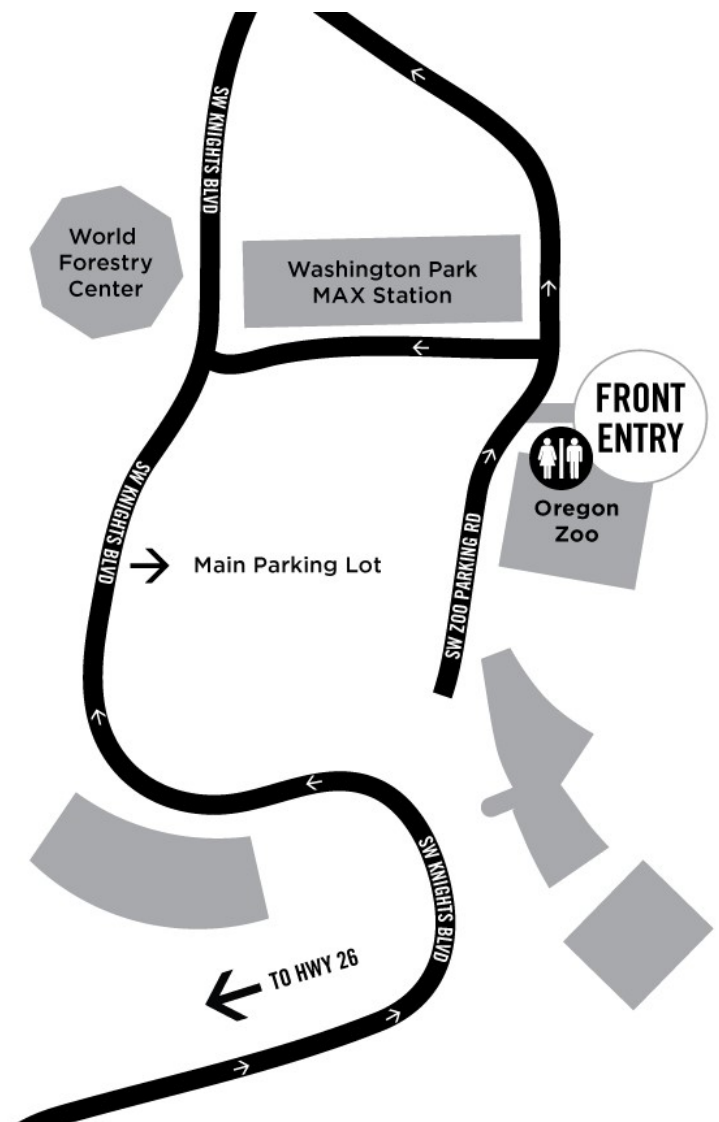 SW KNIGHTS BLVD
World
Forestry
Center
Washington Park
MAX Station
FRONT
ENTRY
SW KNIGHTS BLVD
Oregon
Zoo
Main Parking Lot
SW ZOO PARKING RD
SW KNIGHTS BLVD
TO HWY 26